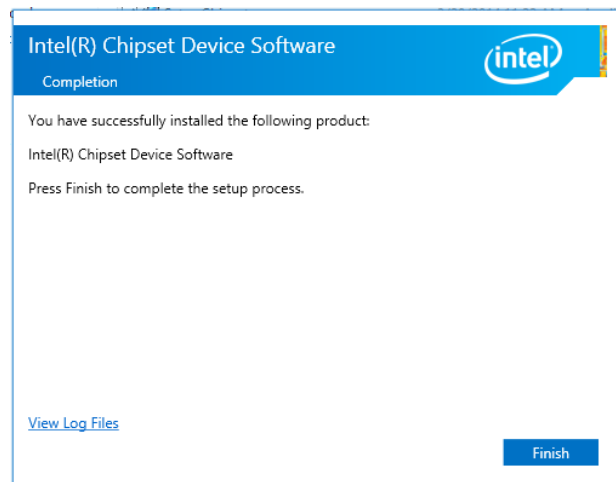 Intel(R) Chipset Device Software
intel
Completion
You have successfully installed the following product:
Intel(R) Chipset Device Software
Press Finish to complete the setup process.
View Log Files
Finish